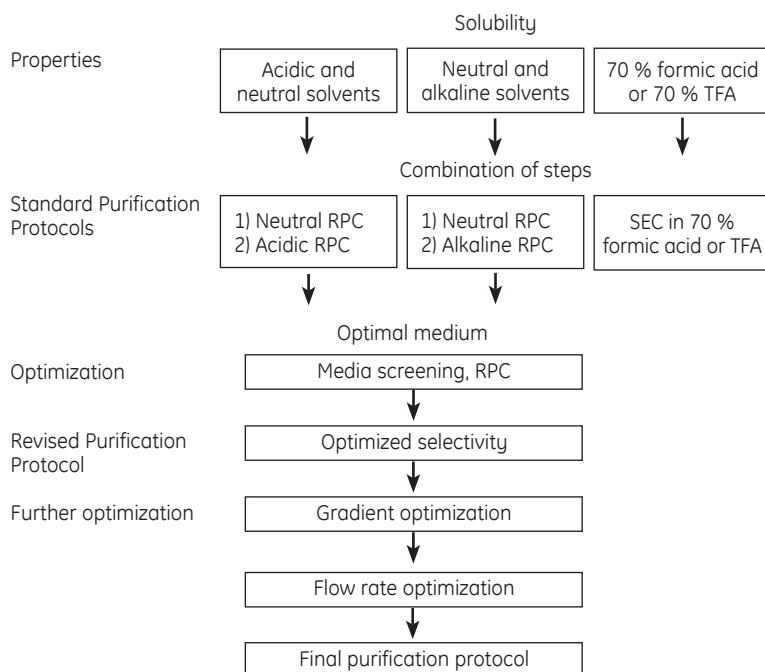 Solubility
Properties
Acidic and
neutral solvents
Neutral and
alkaline solvents
70 % formic acid
or 70 % TFA
Combination of steps
Standard Purification
Protocols
1) Neutral RPC
2) Acidic RPC
1) Neutral RPC
2) Alkaline RPC
SEC in 70 %
formic acid or TFA
Optimal medium
Optimization
Media screening, RPC
Revised Purification
Protocol
Optimized selectivity
Further optimization
Gradient optimization
Flow rate optimization
Final purification protocol